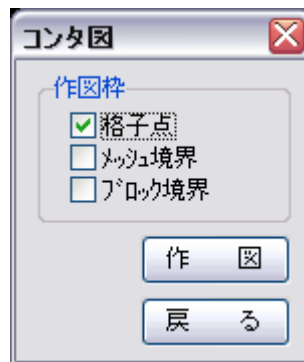 コンタ図
作図枠
格子点
ﾒｯｼｭ境界
ﾌﾞﾛｯｸ境界
作　図
戻　る